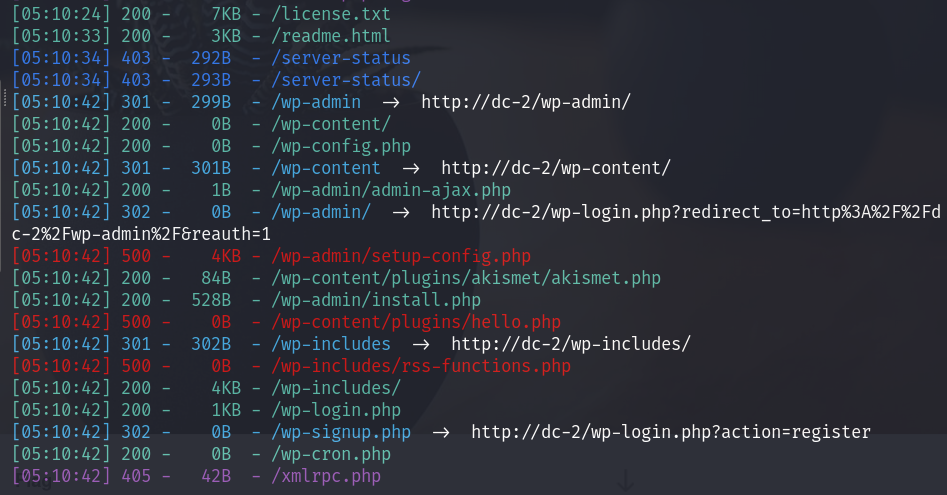 [05:10:24] 200 -    7KB - /license.txt
[05:10:33] 200 -    3KB - /readme.html
[05:10:34] 403 -  292B  - /server-status
[05:10:34] 403 -  293B  - /server-status/
[05:10:42] 301 -  299B  - /wp-admin  →  http://dc-2/wp-admin/
[05:10:42] 200 -    0B  - /wp-content/
[05:10:42] 200 -    0B  - /wp-config.php
[05:10:42] 301 -  301B  - /wp-content  →  http://dc-2/wp-content/
[05:10:42] 200 -    1B  - /wp-admin/admin-ajax.php
[05:10:42] 302 -    0B  - /wp-admin/  →  http://dc-2/wp-login.php?redirect_to=http%3A%2F%2Fd
c-2%2Fwp-admin%2F&reauth=1
[05:10:42] 500 -    4KB - /wp-admin/setup-config.php
[05:10:42] 200 -   84B  - /wp-content/plugins/akismet/akismet.php
[05:10:42] 200 -  528B  - /wp-admin/install.php
[05:10:42] 500 -    0B  - /wp-content/plugins/hello.php
[05:10:42] 301 -  302B  - /wp-includes  →  http://dc-2/wp-includes/
[05:10:42] 500 -    0B  - /wp-includes/rss-functions.php
[05:10:42] 200 -    4KB - /wp-includes/
[05:10:42] 200 -    1KB - /wp-login.php
[05:10:42] 302 -    0B  - /wp-signup.php  →  http://dc-2/wp-login.php?action=register
[05:10:42] 200 -    0B  - /wp-cron.php
[05:10:42] 405 -   42B  - /xmlrpc.php